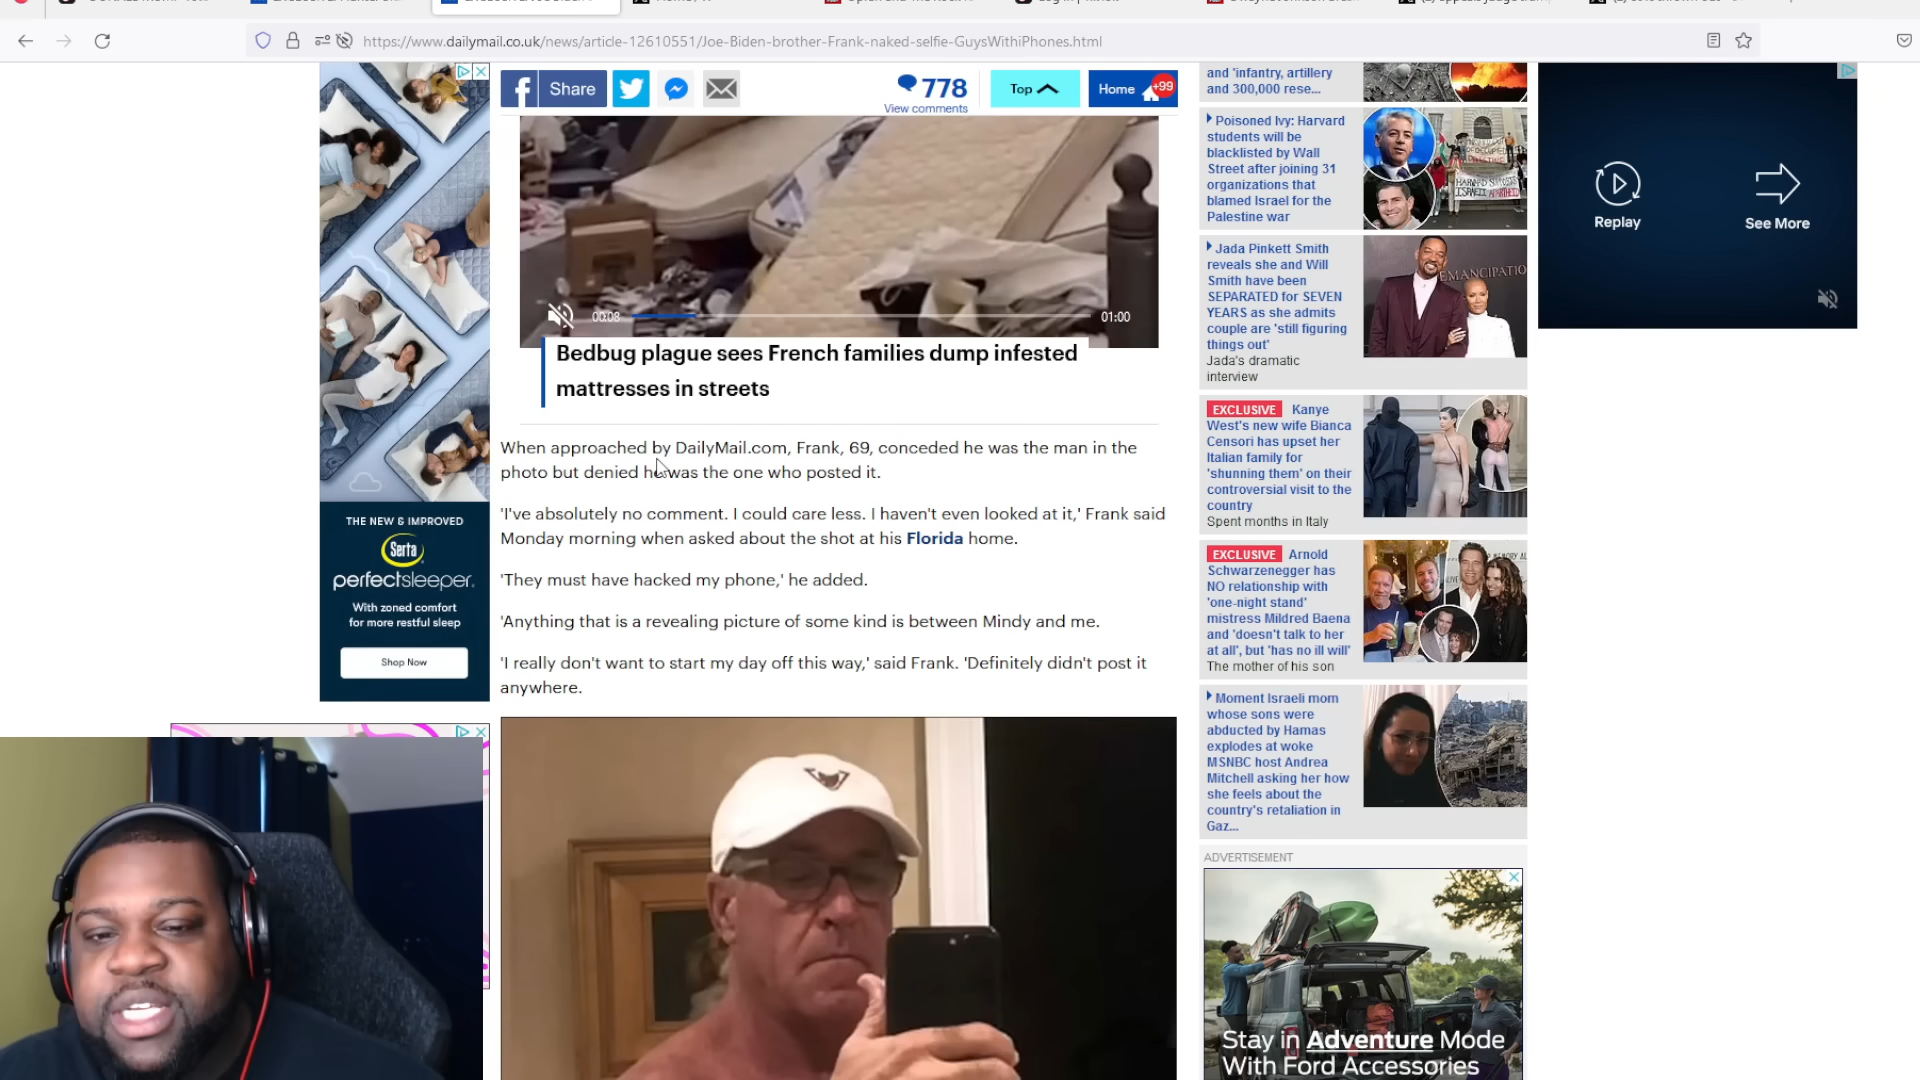 https://www.dailymail.co.uk/news/article-12610551/Joe-Biden-brother-Frank-naked-selfie-GuysWithiPhones.html
Share
778
View comments
Top
Home
+99
00:08
01:00
Bedbug plague sees French families dump infested
mattresses in streets
When approached by DailyMail.com, Frank, 69, conceded he was the man in the
photo but denied he was the one who posted it.
'I've absolutely no comment. I could care less. I haven't even looked at it,' Frank said
Monday morning when asked about the shot at his Florida home.
'They must have hacked my phone,' he added.
'Anything that is a revealing picture of some kind is between Mindy and me.
'I really don't want to start my day off this way,' said Frank. 'Definitely didn't post it
anywhere.
THE NEW & IMPROVED
Serta
perfectsleeper.
With zoned comfort
for more restful sleep
Shop Now
and 'infantry, artillery
and 300,000 rese...
Poisoned Ivy: Harvard
students will be
blacklisted by Wall
Street after joining 31
organizations that
blamed Israel for the
Palestine war
Jada Pinkett Smith
reveals she and Will
Smith have been
SEPARATED for SEVEN
YEARS as she admits
couple are 'still figuring
things out'
Jada's dramatic
interview
EMANCIPATIO
EXCLUSIVE Kanye
West's new wife Bianca
Censori has upset her
Italian family for
'shunning them' on their
controversial visit to the
country
Spent months in Italy
EXCLUSIVE Arnold
Schwarzenegger has
NO relationship with
'one-night stand'
mistress Mildred Baena
and 'doesn't talk to her
at all', but 'has no ill will'
The mother of his son
Moment Israeli mom
whose sons were
abducted by Hamas
explodes at woke
MSNBC host Andrea
Mitchell asking her how
she feels about the
country's retaliation in
Gaz...
ADVERTISEMENT
Stay in Adventure Mode
With Ford Accessories
Replay
See More